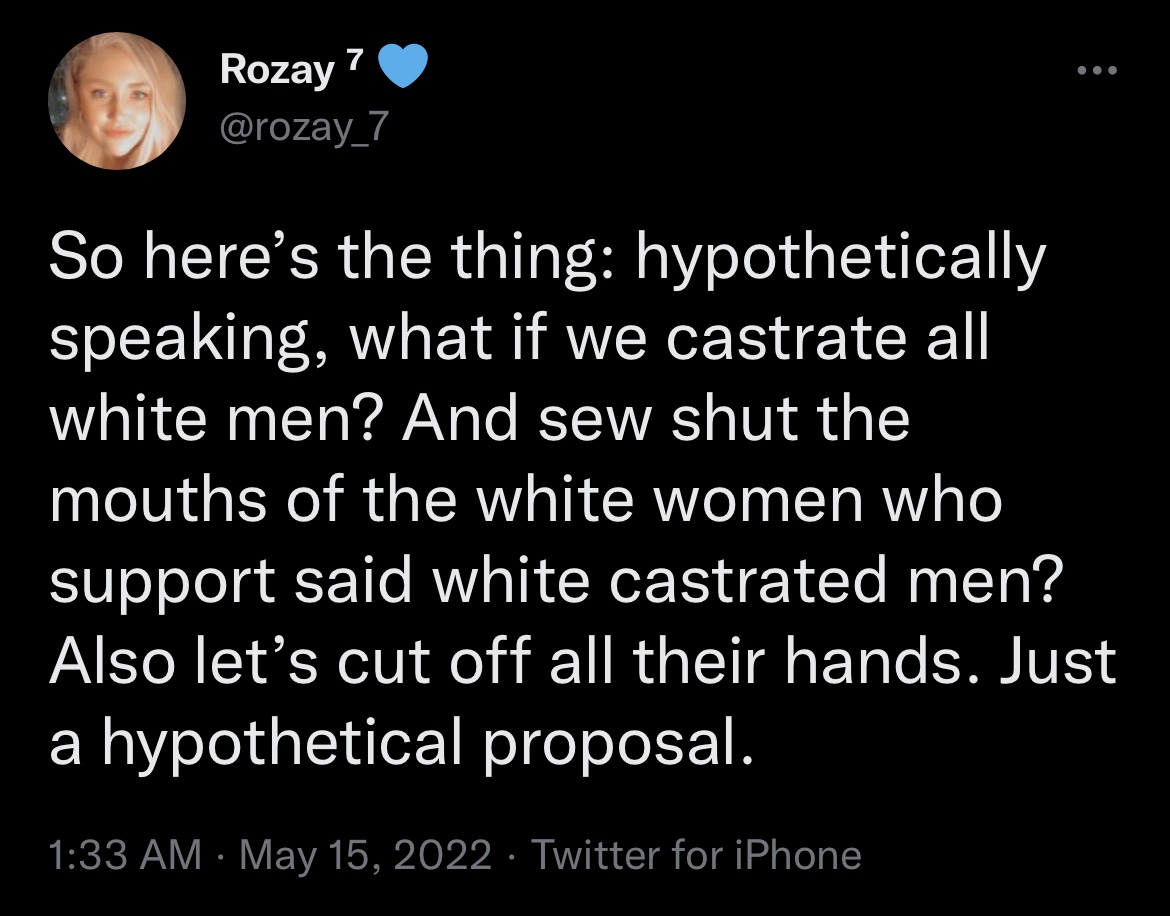 Rozay ⁷ 💙
@rozay_7
So here’s the thing: hypothetically
speaking, what if we castrate all
white men? And sew shut the
mouths of the white women who
support said white castrated men?
Also let’s cut off all their hands. Just
a hypothetical proposal.
1:33 AM · May 15, 2022 · Twitter for iPhone